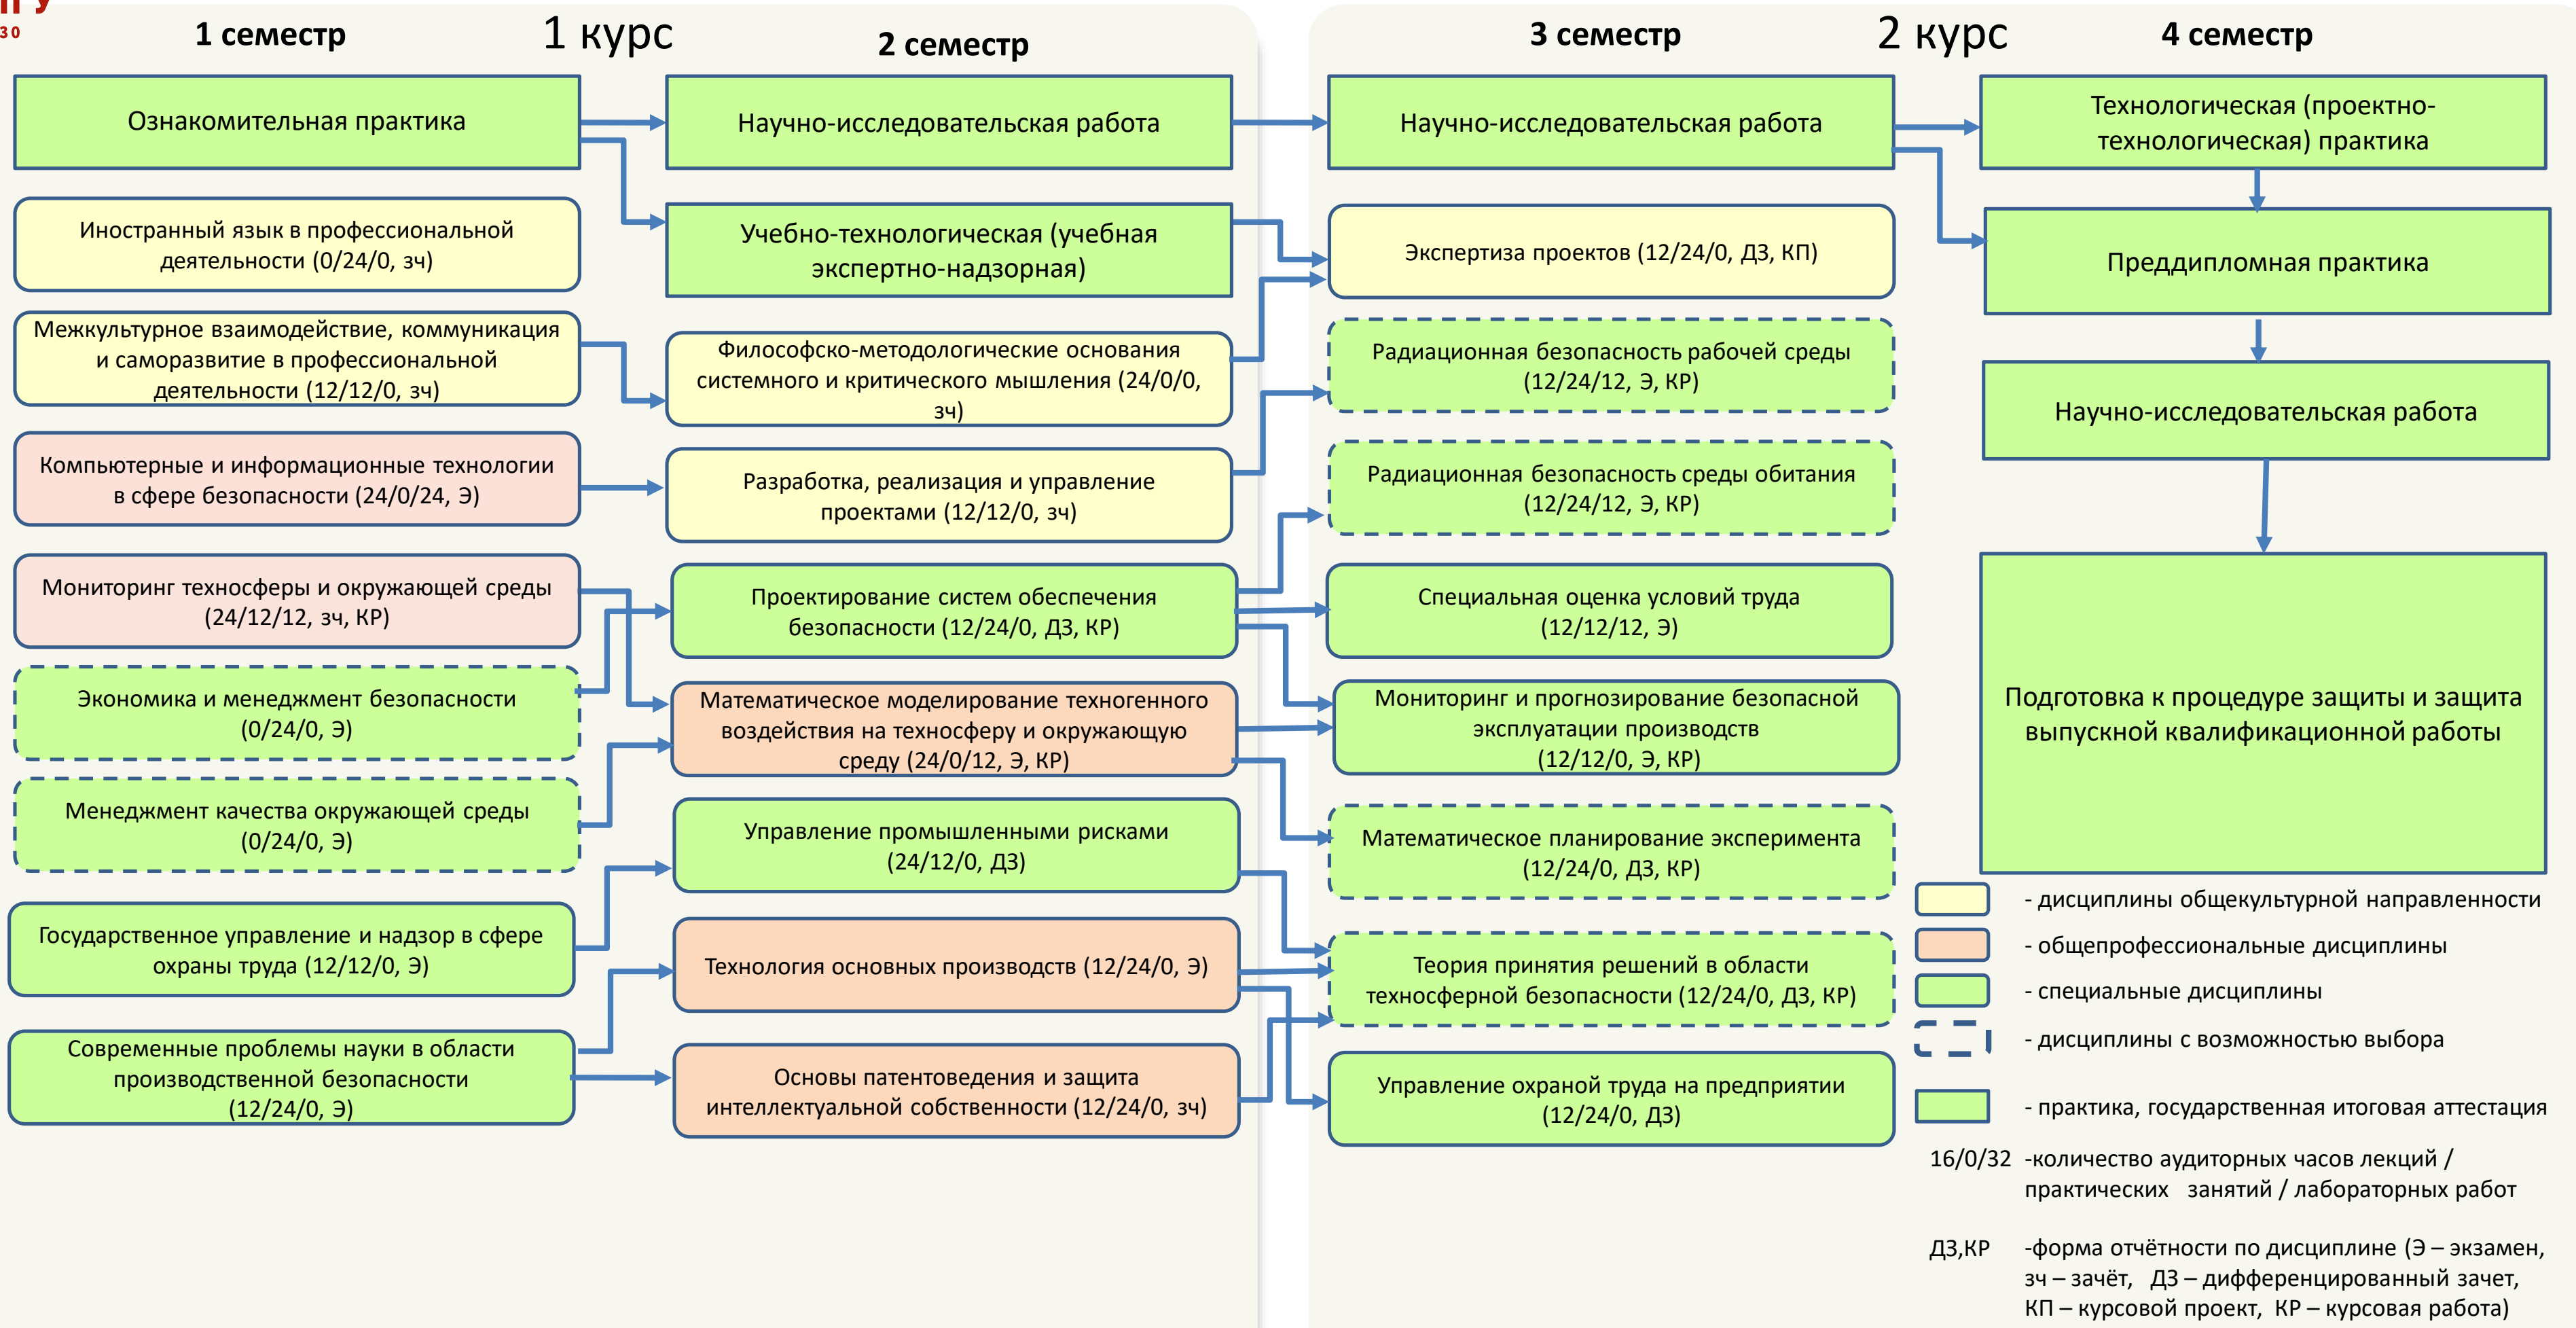 30
1 семестр
1 курс
2 семестр
3 семестр
2 курс
4 семестр
Ознакомительная практика
Иностранный язык в профессиональной
деятельности (0/24/0, зч)
Межкультурное взаимодействие, коммуникация
и саморазвитие в профессиональной
деятельности (12/12/0, зч)
Компьютерные и информационные технологии
в сфере безопасности (24/0/24, Э)
Мониторинг техносферы и окружающей среды
(24/12/12, зч, КР)
Экономика и менеджмент безопасности
(0/24/0, Э)
Менеджмент качества окружающей среды
(0/24/0, Э)
Государственное управление и надзор в сфере
охраны труда (12/12/0, Э)
Современные проблемы науки в области
производственной безопасности
(12/24/0, Э)
Научно-исследовательская работа
Учебно-технологическая (учебная
экспертно-надзорная)
Философско-методологические основания
системного и критического мышления (24/0/0,
зч)
Разработка, реализация и управление
проектами (12/12/0, зч)
Проектирование систем обеспечения
безопасности (12/24/0, ДЗ, КР)
Математическое моделирование техногенного
воздействия на техносферу и окружающую
среду (24/0/12, Э, КР)
Управление промышленными рисками
(24/12/0, ДЗ)
Технология основных производств (12/24/0, Э)
Основы патентоведения и защита
интеллектуальной собственности (12/24/0, зч)
Научно-исследовательская работа
Экспертиза проектов (12/24/0, ДЗ, КП)
Радиационная безопасность рабочей среды
(12/24/12, Э, КР)
Радиационная безопасность среды обитания
(12/24/12, Э, КР)
Специальная оценка условий труда
(12/12/12, Э)
Мониторинг и прогнозирование безопасной
эксплуатации производств
(12/12/0, Э, КР)
Математическое планирование эксперимента
(12/24/0, ДЗ, КР)
Теория принятия решений в области
техносферной безопасности (12/24/0, ДЗ, КР)
Управление охраной труда на предприятии
(12/24/0, ДЗ)
Технологическая (проектно-
технологическая) практика
Преддипломная практика
Научно-исследовательская работа
Подготовка к процедуре защиты и защита
выпускной квалификационной работы
- дисциплины общекультурной направленности
- общепрофессиональные дисциплины
- специальные дисциплины
- дисциплины с возможностью выбора
- практика, государственная итоговая аттестация
16/0/32 -количество аудиторных часов лекций /
практических занятий / лабораторных работ
ДЗ,КР -форма отчётности по дисциплине (Э – экзамен,
зч – зачёт, ДЗ – дифференцированный зачет,
КП – курсовой проект, КР – курсовая работа)